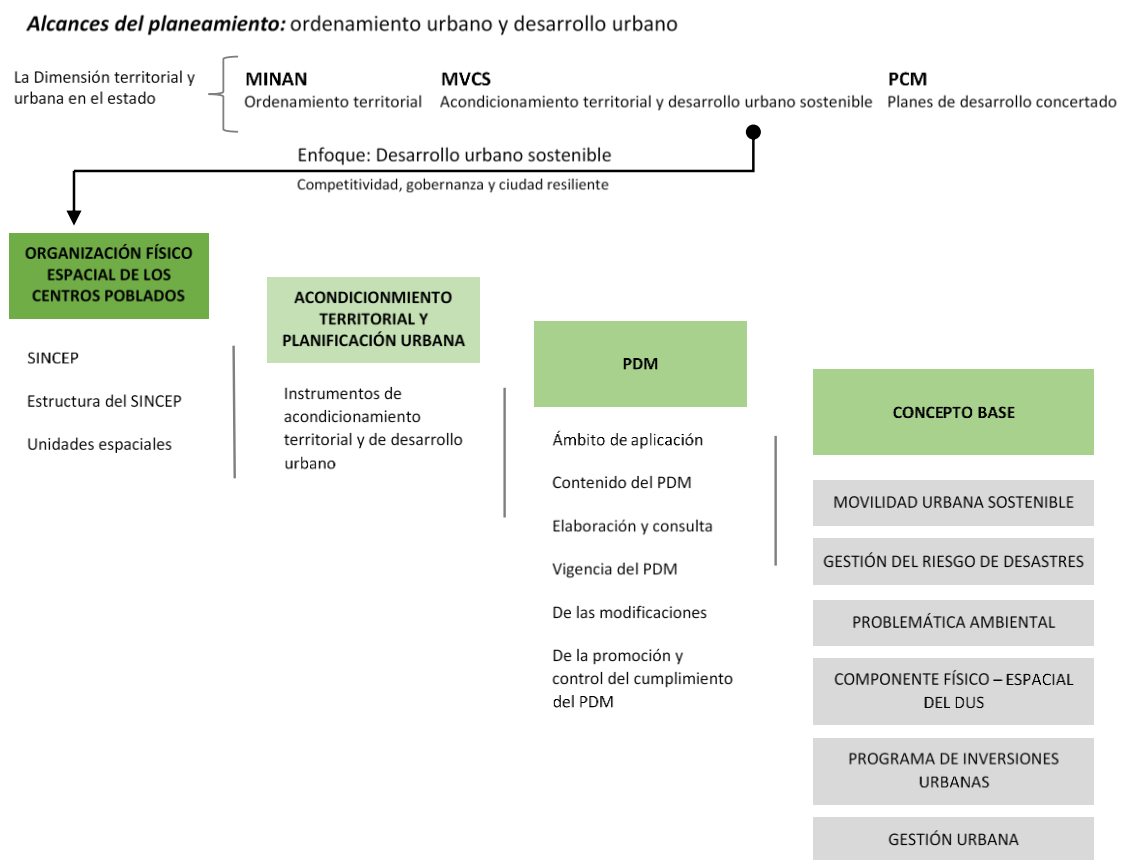 Alcances del planeamiento: ordenamiento urbano y desarrollo urbano
La Dimensión territorial y
urbana en el estado
MINAN
Ordenamiento territorial
MVCS
Acondicionamiento territorial y desarrollo urbano sostenible
PCM
Planes de desarrollo concertado
Enfoque: Desarrollo urbano sostenible
Competitividad, gobernanza y ciudad resiliente
ORGANIZACIÓN FÍSICO
ESPACIAL DE LOS
CENTROS POBLADOS
SINCEP
Estructura del SINCEP
Unidades espaciales
ACONDICIONMIENTO
TERRITORIAL Y
PLANIFICACIÓN URBANA
Instrumentos de
acondicionamiento
territorial y de desarrollo
urbano
PDM
Ámbito de aplicación
Contenido del PDM
Elaboración y consulta
Vigencia del PDM
De las modificaciones
De la promoción y
control del cumplimiento
del PDM
CONCEPTO BASE
MOVILIDAD URBANA SOSTENIBLE
GESTIÓN DEL RIESGO DE DESASTRES
PROBLEMÁTICA AMBIENTAL
COMPONENTE FÍSICO – ESPACIAL
DEL DUS
PROGRAMA DE INVERSIONES
URBANAS
GESTIÓN URBANA